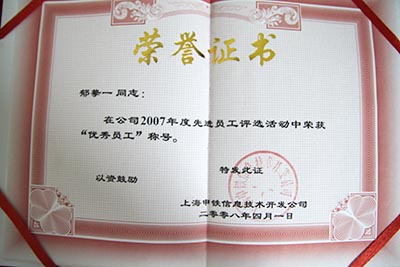 荣誉证书
郁挚一同志：
在公司2007年度先进员工评选活动中荣获
“优秀员工”称号。
特发此证
以资鼓励
上海申铁信息技术开发公司
二〇〇八年四月一日